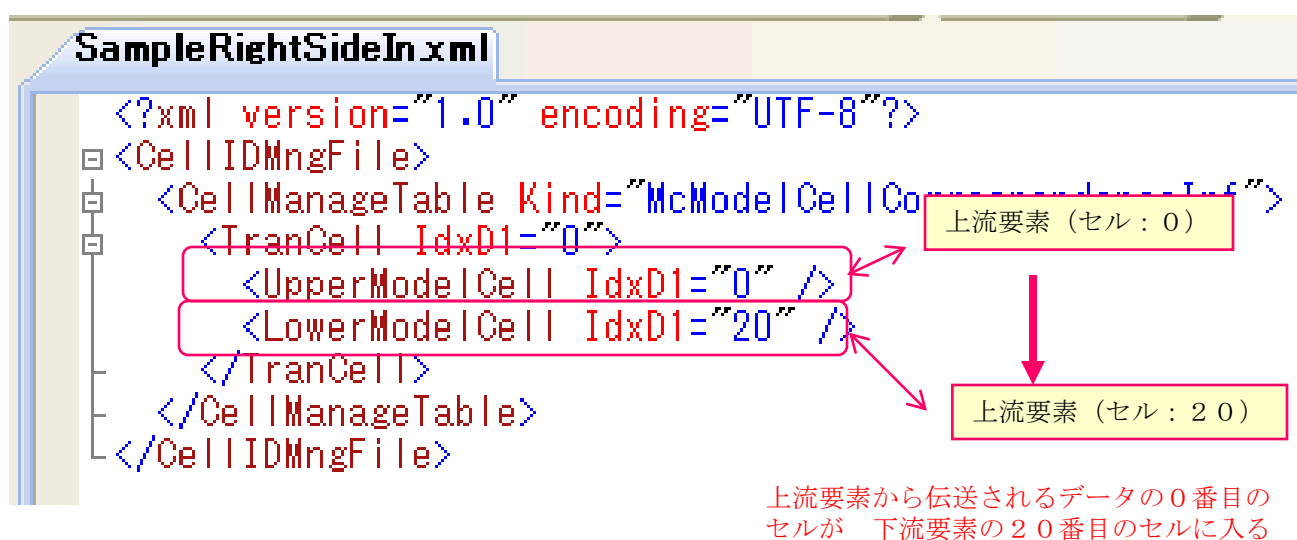 SampleRightSideIn.xml
<?xml version="1.0" encoding="UTF-8"?>
<CellIDMngFile>
<CellManageTable Kind="McModelCellCorrespondenceInf">
上流要素（セル：０）
<TranCell IdxD1="0">
<UpperModelCell IdxD1="0" />
<LowerModelCell IdxD1="20" />
</TranCell>
上流要素（セル：２０）
</CellManageTable>
</CellIDMngFile>
上流要素から伝送されるデータの０番目の
セルが　下流要素の２０番目のセルに入る